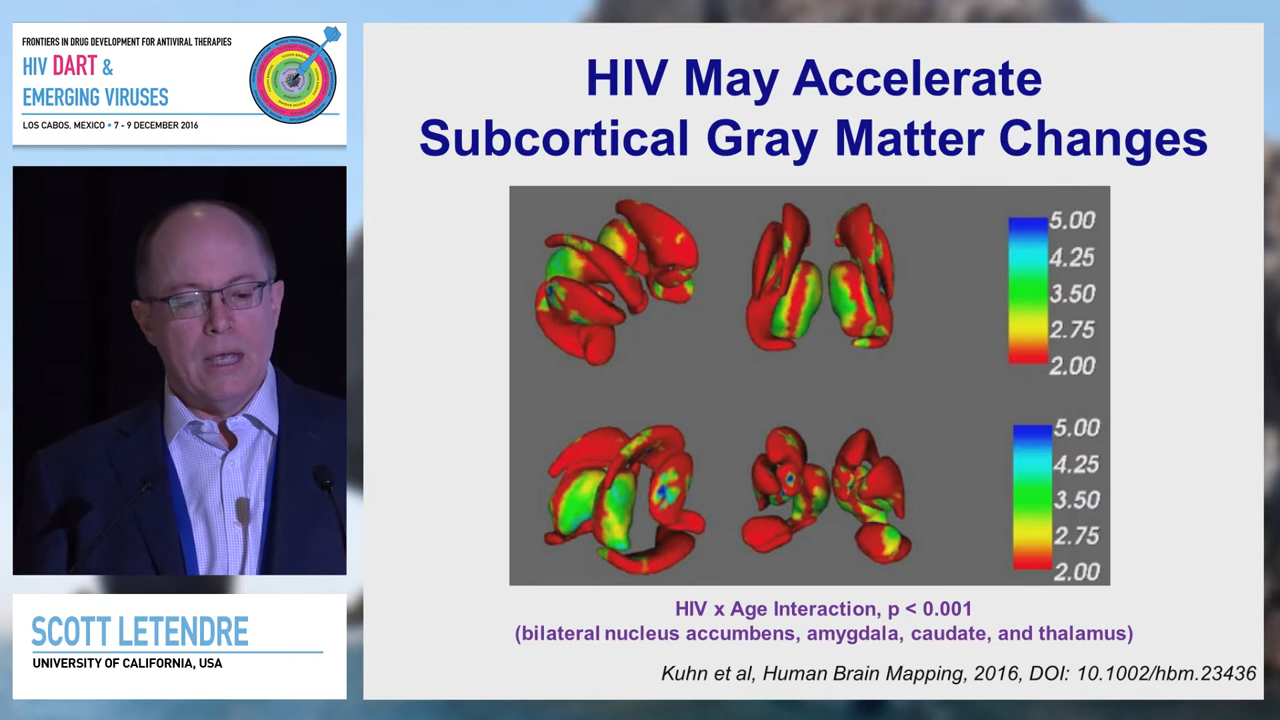 FRONTIERS IN DRUG DEVELOPMENT FOR ANTIVIRAL THERAPIES
HIV DART &
EMERGING VIRUSES
LOS CABOS, MEXICO • 7 - 9 DECEMBER 2016
SCOTT LETENDRE
UNIVERSITY OF CALIFORNIA, USA
HIV May Accelerate
Subcortical Gray Matter Changes
5.00
4.25
3.50
2.75
2.00
5.00
4.25
3.50
2.75
2.00
HIV x Age Interaction, p < 0.001
(bilateral nucleus accumbens, amygdala, caudate, and thalamus)
Kuhn et al, Human Brain Mapping, 2016, DOI: 10.1002/hbm.23436